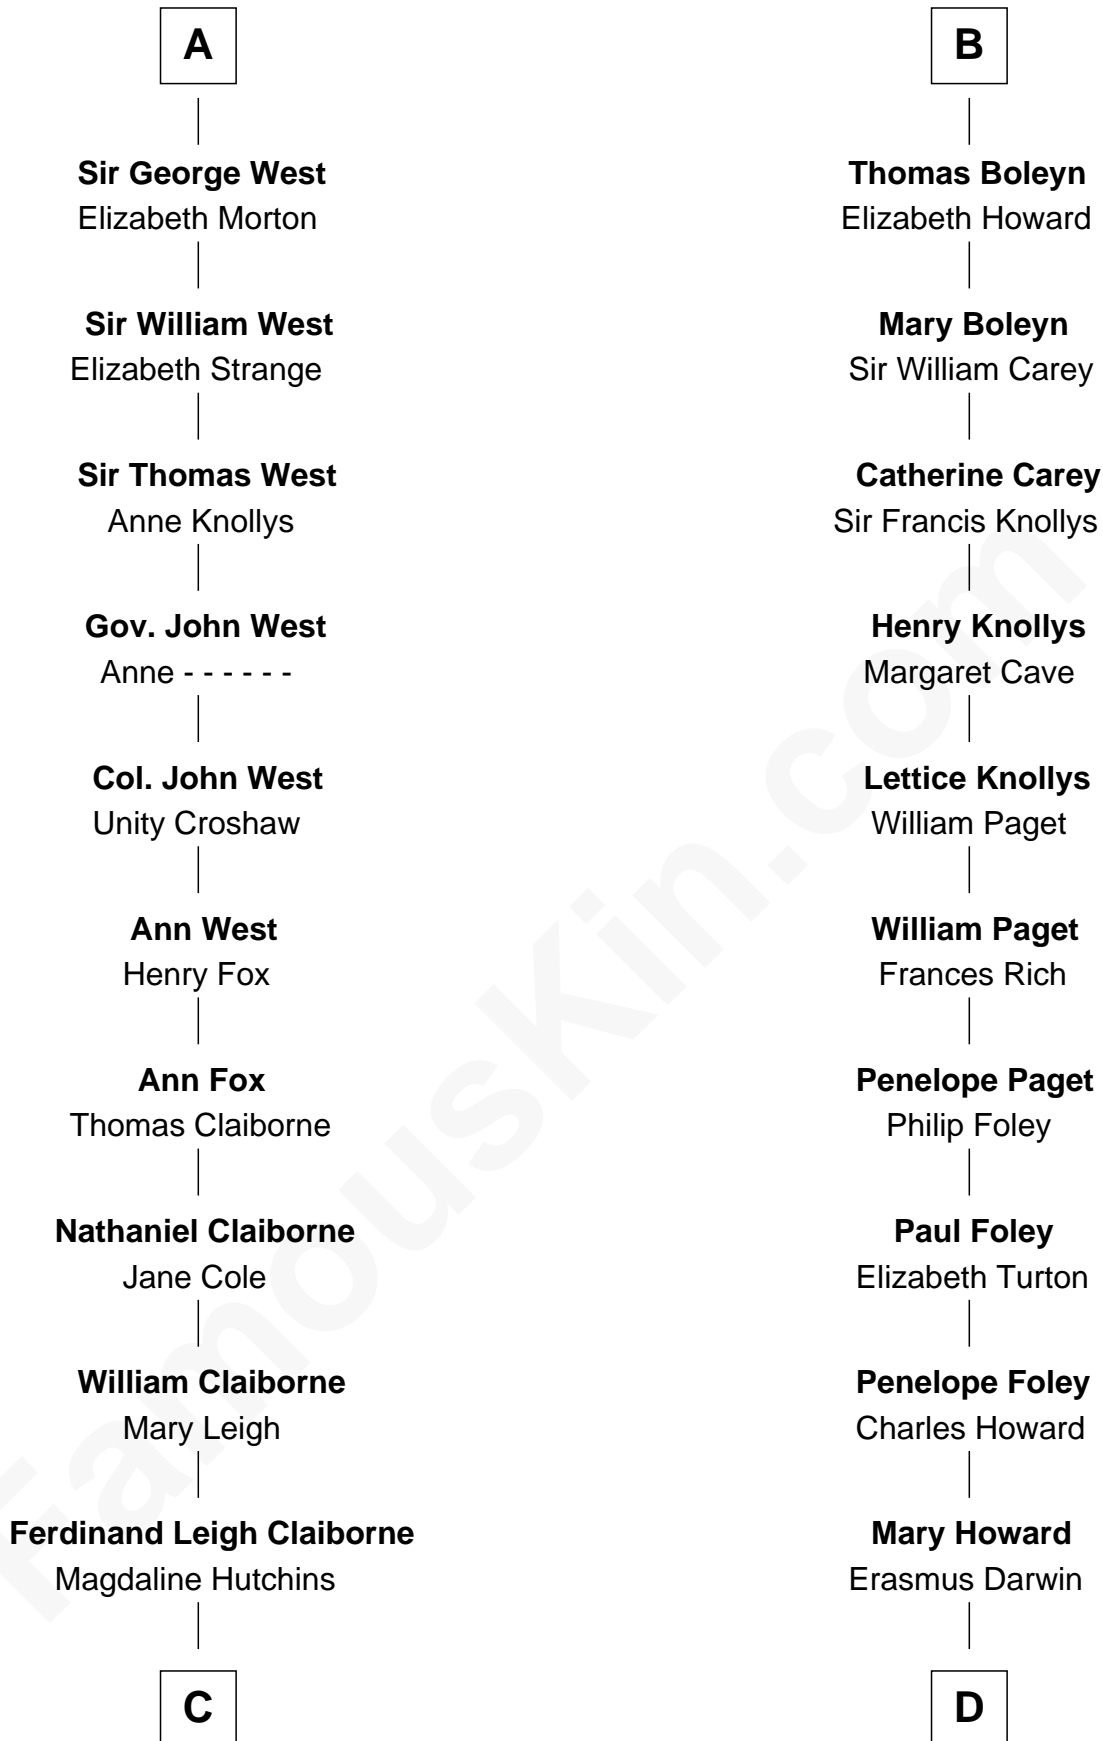 A
Sir George West
Elizabeth Morton
Sir William West
Elizabeth Strange
Sir Thomas West
Anne Knollys
Gov. John West
Anne - - - - - -
Col. John West
Unity Croshaw
Ann West
Henry Fox
Ann Fox
Thomas Claiborne
Nathaniel Claiborne
Jane Cole
William Claiborne
Mary Leigh
Ferdinand Leigh Claiborne
Magdaline Hutchins
C
B
Thomas Boleyn
Elizabeth Howard
Mary Boleyn
Sir William Carey
Catherine Carey
Sir Francis Knollys
Henry Knollys
Margaret Cave
Lettice Knollys
William Paget
William Paget
Frances Rich
Penelope Paget
Philip Foley
Paul Foley
Elizabeth Turton
Penelope Foley
Charles Howard
Mary Howard
Erasmus Darwin
D
FamousKin.com